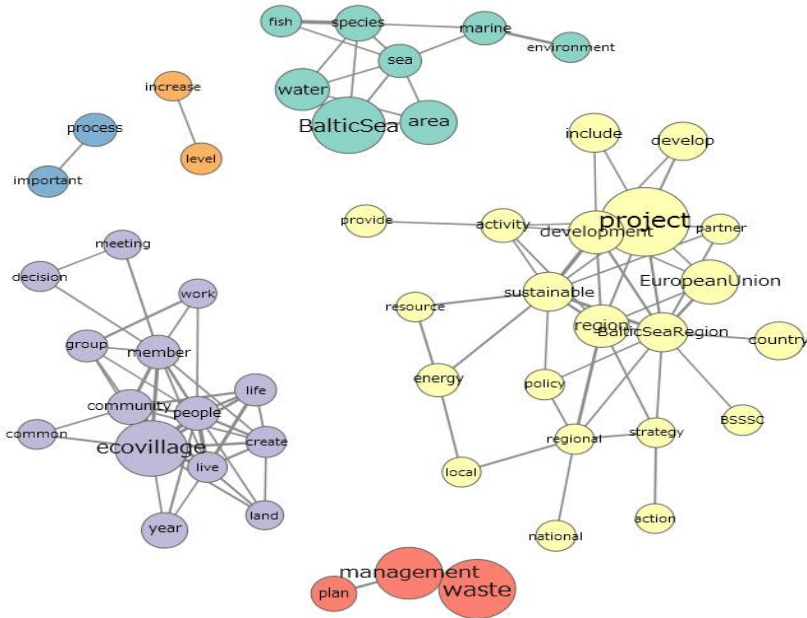 fish
species
marine
environment
sea
water
BalticSea
area
increase
level
process
important
include
develop
project
provide
activity
development
partner
EuropeanUnion
sustainable
resource
region
BalticSeaRegion
country
energy
policy
BSSSC
regional
strategy
local
action
national
meeting
decision
work
group
member
life
community
people
common
create
ecovillage
live
land
year
management
waste
plan